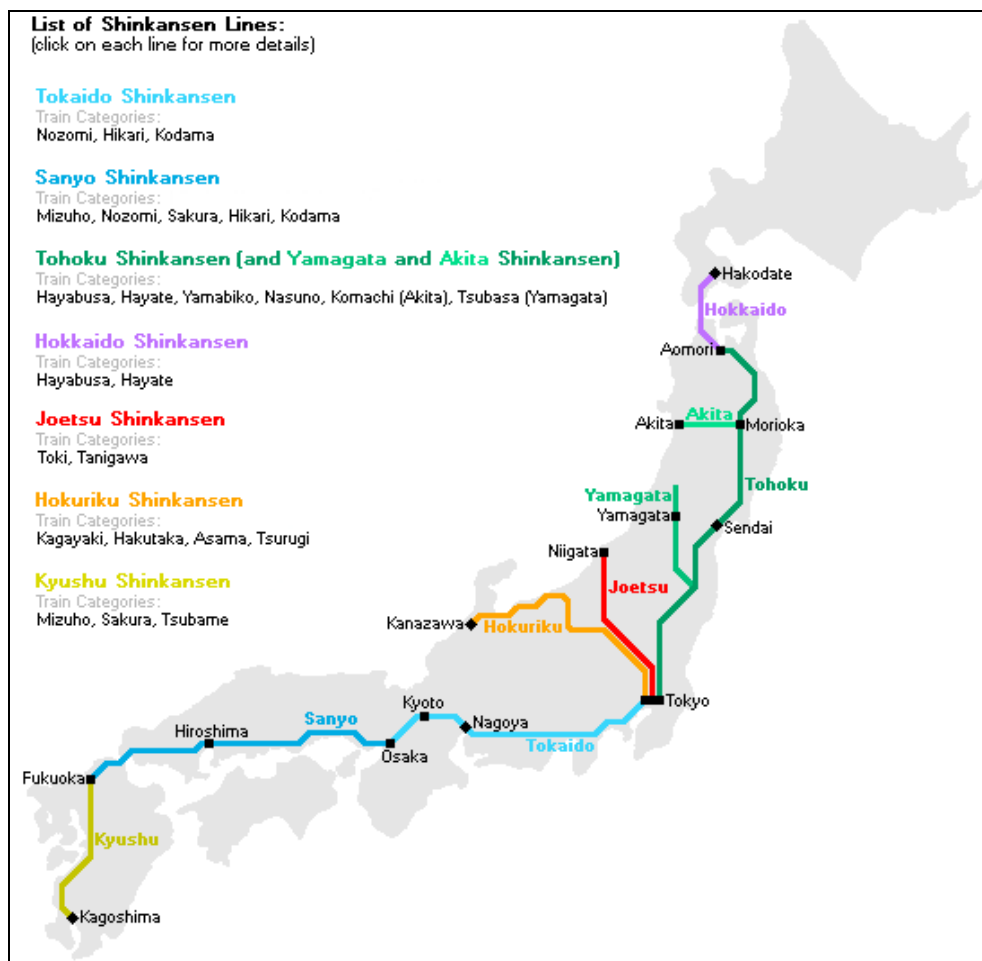 List of Shinkansen Lines:
(click on each line for more details)
Tokaido Shinkansen
Train Categories:
Nozomi, Hikari, Kodama
Sanyo Shinkansen
Train Categories:
Mizuho, Nozomi, Sakura, Hikari, Kodama
Tohoku Shinkansen (and Yamagata and Akita Shinkansen)
Train Categories:
Hayabusa, Hayate, Yamabiko, Nasuno, Komachi (Akita), Tsubasa (Yamagata)
Hokkaido Shinkansen
Train Categories:
Hayabusa, Hayate
Joetsu Shinkansen
Train Categories:
Toki, Tanigawa
Hokuriku Shinkansen
Train Categories:
Kagayaki, Hakutaka, Asama, Tsurugi
Kyushu Shinkansen
Train Categories:
Mizuho, Sakura, Tsubame
Hakodate
Hokkaido
Aomori
Akita
Akita
Morioka
Tohoku
Yamagata
Yamagata
Sendai
Niigata
Joetsu
Kanazawa
Hokuriku
Tokyo
Kyoto
Nagoya
Tokaido
Osaka
Sanyo
Hiroshima
Fukuoka
Kyushu
Kagoshima